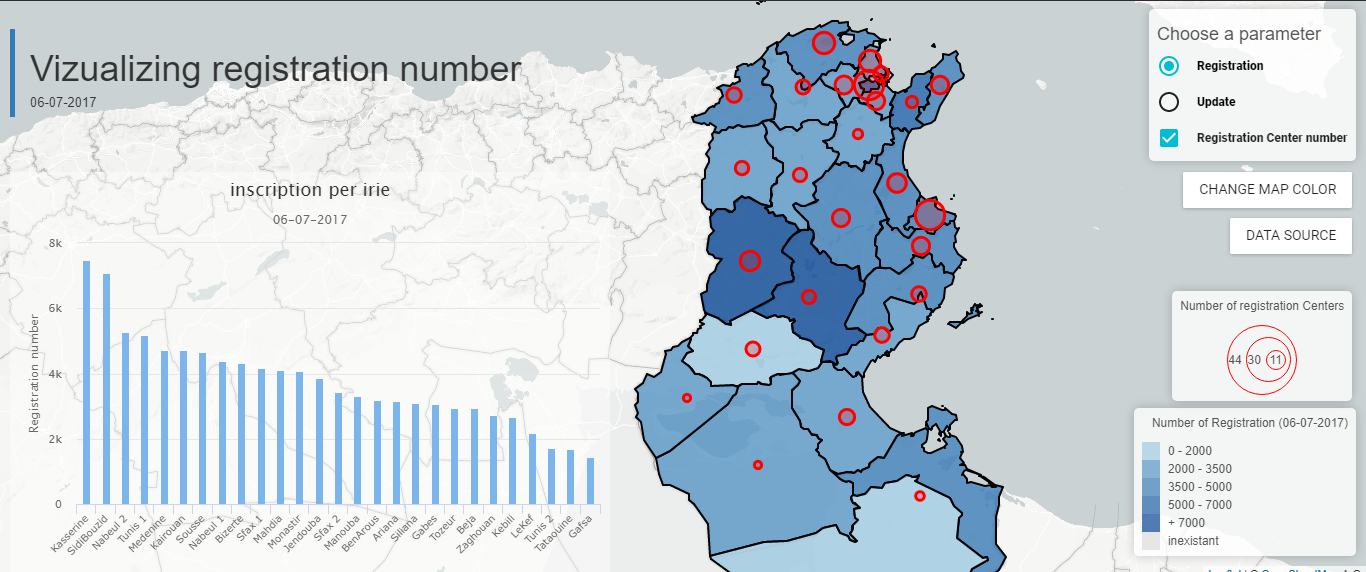 Vizualizing registration number
06-07-2017
inscription per irie
06-07-2017
Registration number
8k
6k
4k
2k
0
Kasserine
SidiBouzid
Nabeul 2
Tunis 1
Medenine
Kairouan
Sousse
Nabeul 1
Bizerte
Sfax 1
Mahdia
Monastir
Jendouba
Sfax 2
Manouba
BenArous
Ariana
Siliana
Gabes
Tozeur
Beja
Zaghouan
Kebili
LeKef
Tunis 2
Tataouine
Gafsa
Choose a parameter
Registration
Update
Registration Center number
CHANGE MAP COLOR
DATA SOURCE
Number of registration Centers
44 30 11
Number of Registration (06-07-2017)
0 - 2000
2000 - 3500
3500 - 5000
5000 - 7000
+ 7000
inexistant